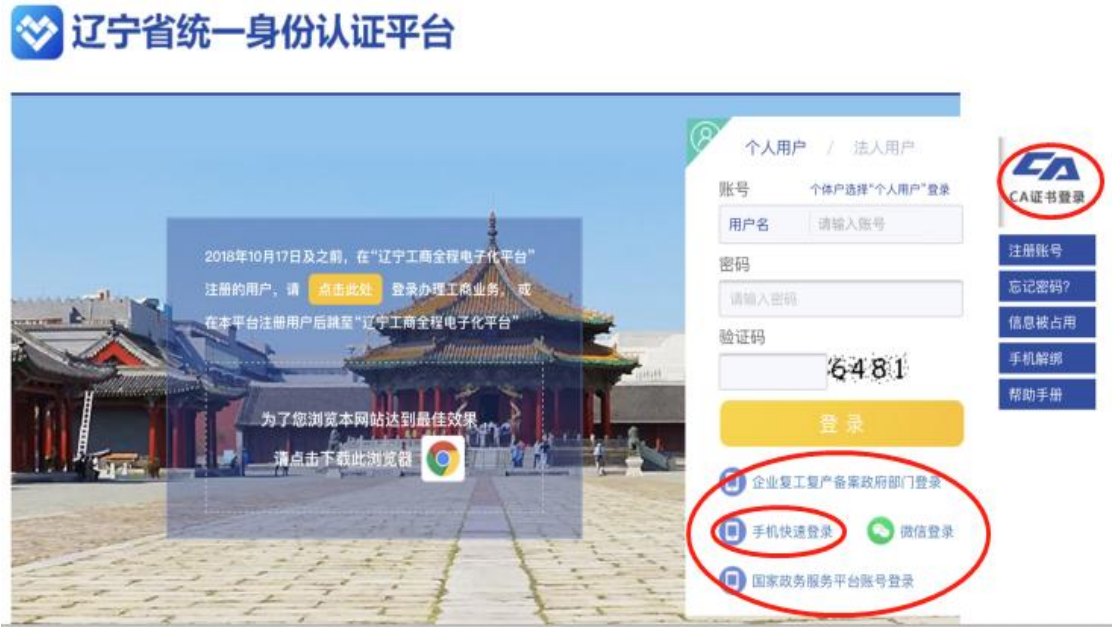 辽宁省统一身份认证平台
个人用户 / 法人用户
账号 个体户选择“个人用户”登录
用户名 请输入账号
密码
请输入密码
验证码
6481
登录
企业复工复产备案政府部门登录
手机快速登录 微信登录
国家政务服务平台账号登录
2018年10月17日及之前，在“辽宁工商全程电子化平台”
注册的用户，请 点击此处 登录办理工商业务，或
在本平台注册用户后跳至“辽宁工商全程电子化平台”
为了您浏览本网站达到最佳效果，
请点击下载此浏览器
CA
CA证书登录
注册账号
忘记密码?
信息被占用
手机解绑
帮助手册